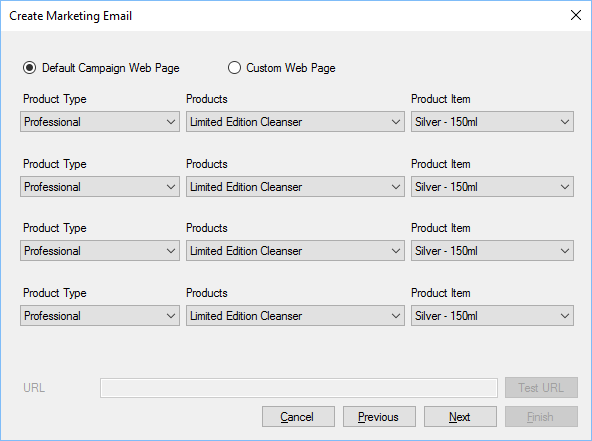 Create Marketing Email
Default Campaign Web Page Custom Web Page
Product Type Products Product Item
Professional Limited Edition Cleanser Silver - 150ml
Product Type Products Product Item
Professional Limited Edition Cleanser Silver - 150ml
Product Type Products Product Item
Professional Limited Edition Cleanser Silver - 150ml
Product Type Products Product Item
Professional Limited Edition Cleanser Silver - 150ml
URL Test URL
Cancel Previous Next Finish